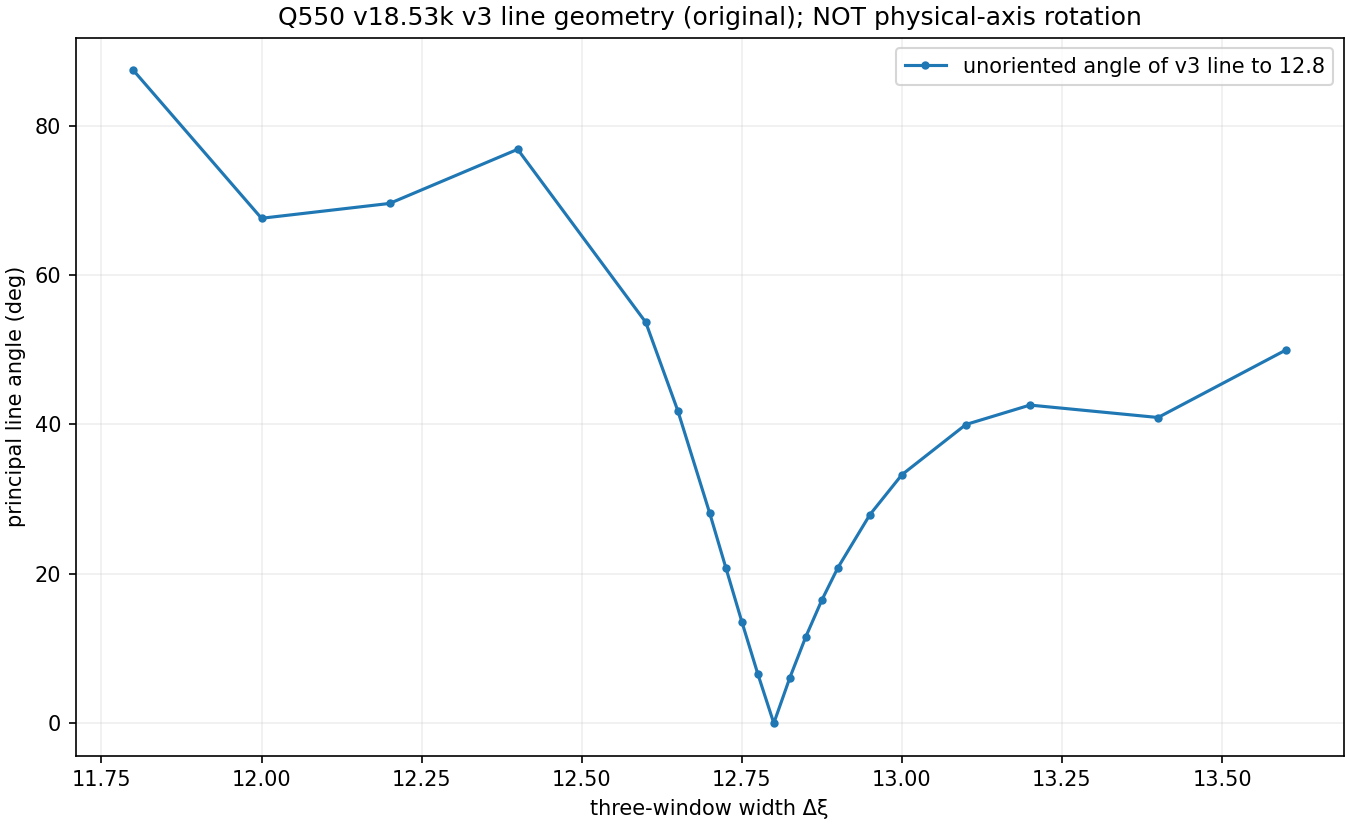 Q550 v18.53k v3 line geometry (original); NOT physical-axis rotation
unoriented angle of v3 line to 12.8
principal line angle (deg)
80
60
40
20
0
11.75 12.00 12.25 12.50 12.75 13.00 13.25 13.50
three-window width Δξ